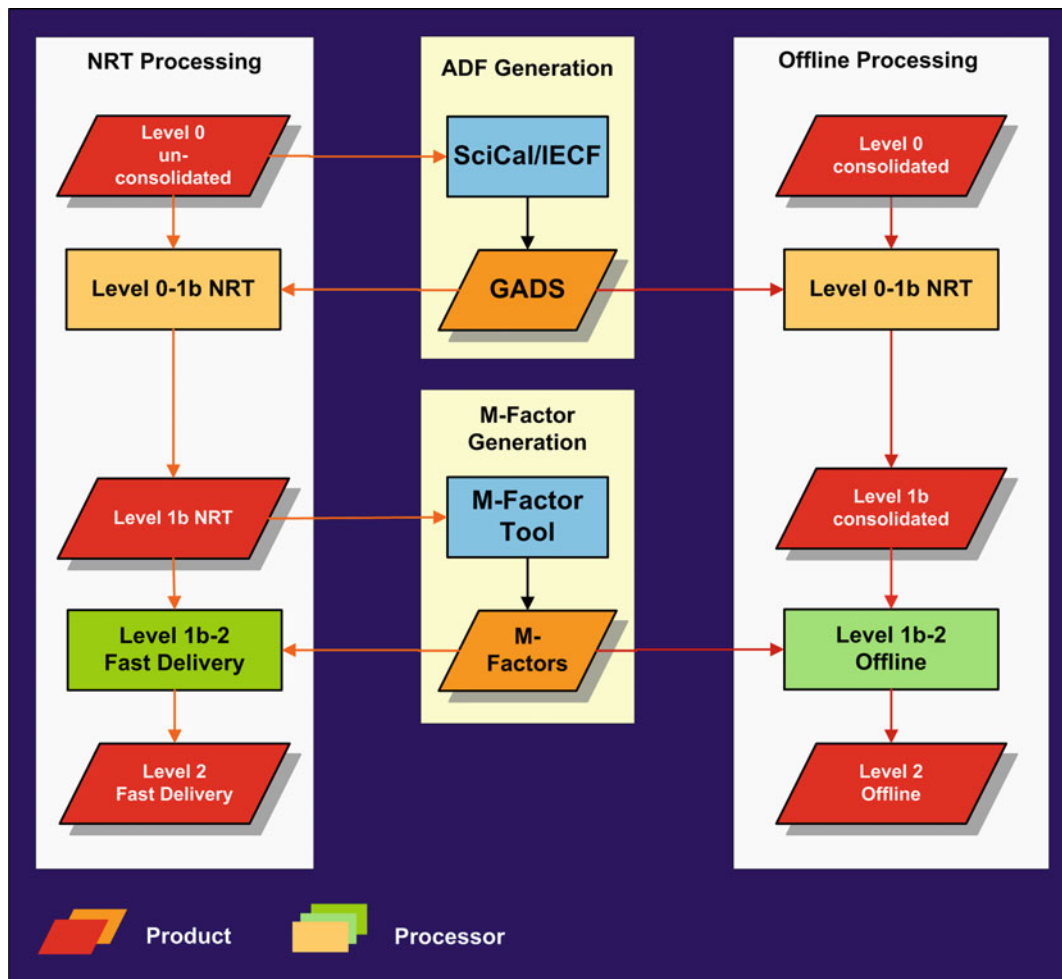 NRT Processing
Level 0
un-
consolidated
Level 0-1b NRT
Level 1b NRT
Level 1b-2
Fast Delivery
Level 2
Fast Delivery
ADF Generation
SciCal/IECF
GADS
M-Factor
Generation
M-Factor
Tool
M-
Factors
Offline Processing
Level 0
consolidated
Level 0-1b NRT
Level 1b
consolidated
Level 1b-2
Offline
Level 2
Offline
Product
Processor